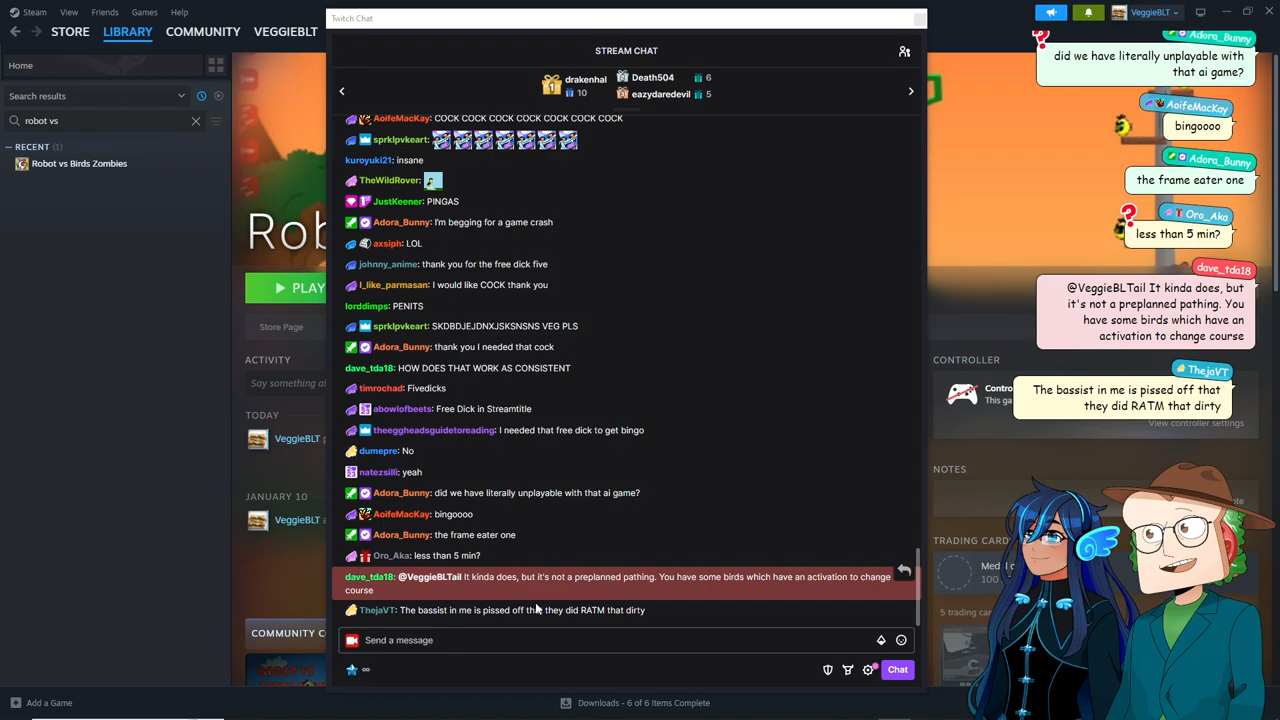 Steam View Friends Games Help
VeggieBLT
STORE LIBRARY COMMUNITY VEGGIEBLT
Home
Search results
robot vs
RECENT (1)
Robot vs Birds Zombies
PLAY
Store Page
ACTIVITY
TODAY
VeggieBLT
JANUARY 10
VeggieBLT
Twitch Chat
STREAM CHAT
1 drakenhal 10
Death504 6
eazydaredevil 5
AoifeMacKay: COCK COCK COCK COCK COCK COCK COCK
sprklpvkeart:
kuroyuki21: insane
TheWildRover:
JustKeener: PINGAS
Adora_Bunny: I'm begging for a game crash
axsiph: LOL
johnny_anime: thank you for the free dick five
I_like_parmasan: I would like COCK thank you
lorddimps: PENITS
sprklpvkeart: SKDBDJEJDNXJSKSNSNS VEG PLS
Adora_Bunny: thank you I needed that cock
dave_tda18: HOW DOES THAT WORK AS CONSISTENT
timrochad: Fivedicks
abowlofbeets: Free Dick in Streamtitle
theeggheadsguidetoreading: I needed that free dick to get bingo
dumepre: No
natezsilli: yeah
Adora_Bunny: did we have literally unplayable with that ai game?
AoifeMacKay: bingoooo
Adora_Bunny: the frame eater one
Oro_Aka: less than 5 min?
dave_tda18: @VeggieBLTail It kinda does, but it's not a preplanned pathing. You have some birds which have an activation to change
course
ThejaVT: The bassist in me is pissed off that they did RATM that dirty
Send a message
Chat
Adora_Bunny
did we have literally unplayable with
that ai game?
AoifeMacKay
bingoooo
Adora_Bunny
the frame eater one
Oro_Aka
less than 5 min?
dave_tda18
@VeggieBLTail It kinda does, but
it's not a preplanned pathing. You
have some birds which have an
activation to change course
ThejaVT
The bassist in me is pissed off that
they did RATM that dirty
CONTROLLER
View controller settings
NOTES
TRADING CARD
5 trading car
Add a Game
Downloads - 6 of 6 Items Complete